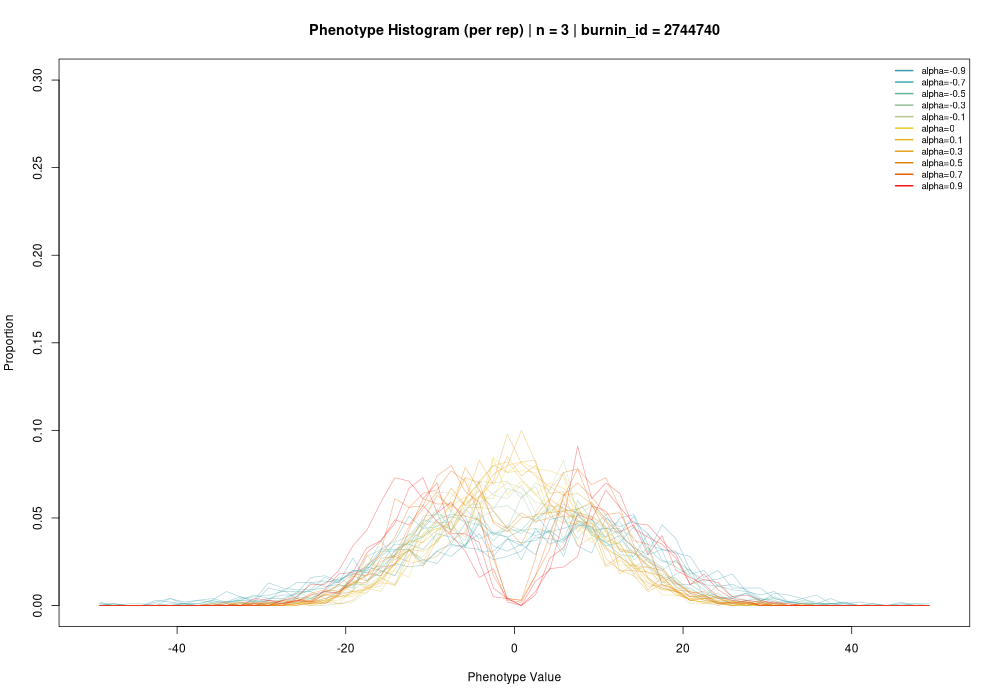 Phenotype Histogram (per rep) | n = 3 | burnin_id = 2744740
alpha=-0.9
alpha=-0.7
alpha=-0.5
alpha=-0.3
alpha=-0.1
alpha=0
alpha=0.1
alpha=0.3
alpha=0.5
alpha=0.7
alpha=0.9
Proportion
0.30
0.25
0.20
0.15
0.10
0.05
0.00
-40
-20
0
20
40
Phenotype Value